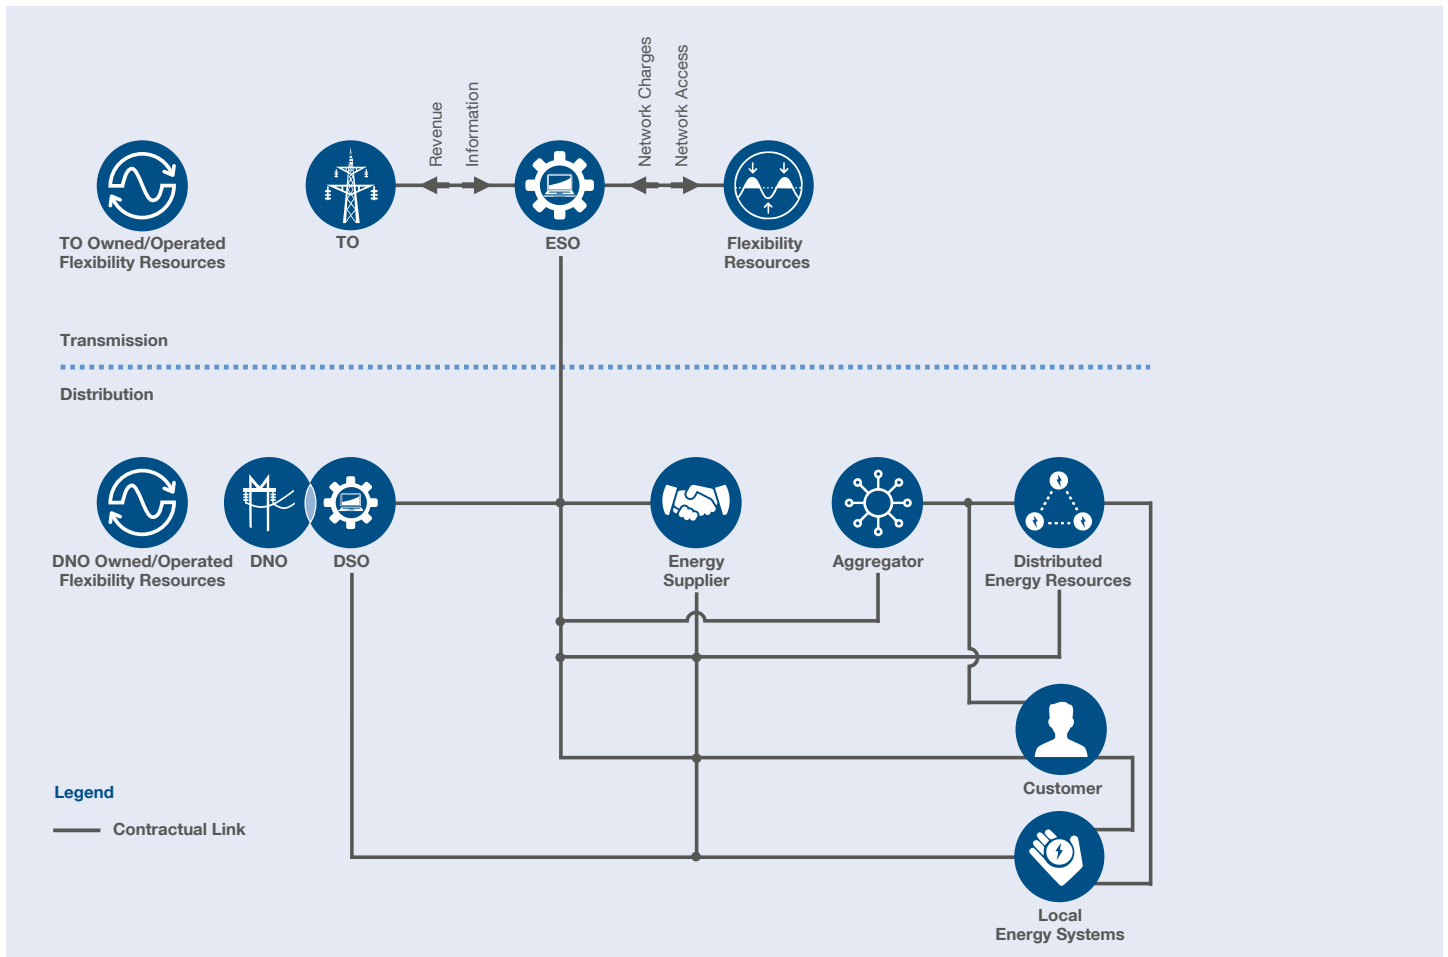 Revenue
Information
Network Charges
Network Access
TO Owned/Operated
Flexibility Resources
TO
ESO
Flexibility
Resources
Transmission
Distribution
DNO Owned/Operated
Flexibility Resources
DNO
DSO
Energy
Supplier
Aggregator
Distributed
Energy Resources
Customer
Legend
Contractual Link
Local
Energy Systems